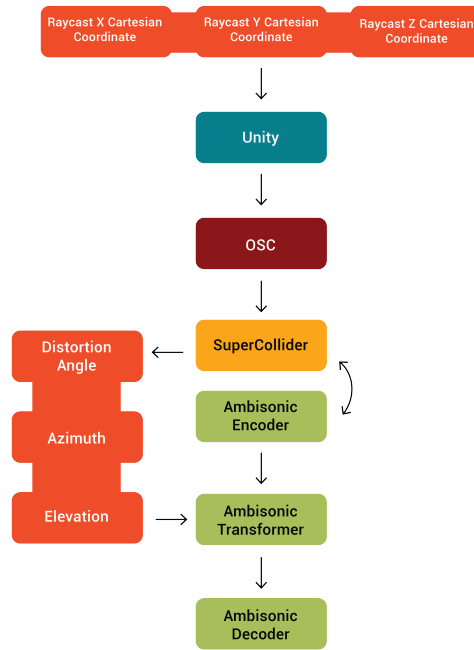 Raycast X Cartesian
Coordinate
Raycast Y Cartesian
Coordinate
Raycast Z Cartesian
Coordinate
Unity
OSC
SuperCollider
Distortion
Angle
Ambisonic
Encoder
Azimuth
Elevation
Ambisonic
Transformer
Ambisonic
Decoder